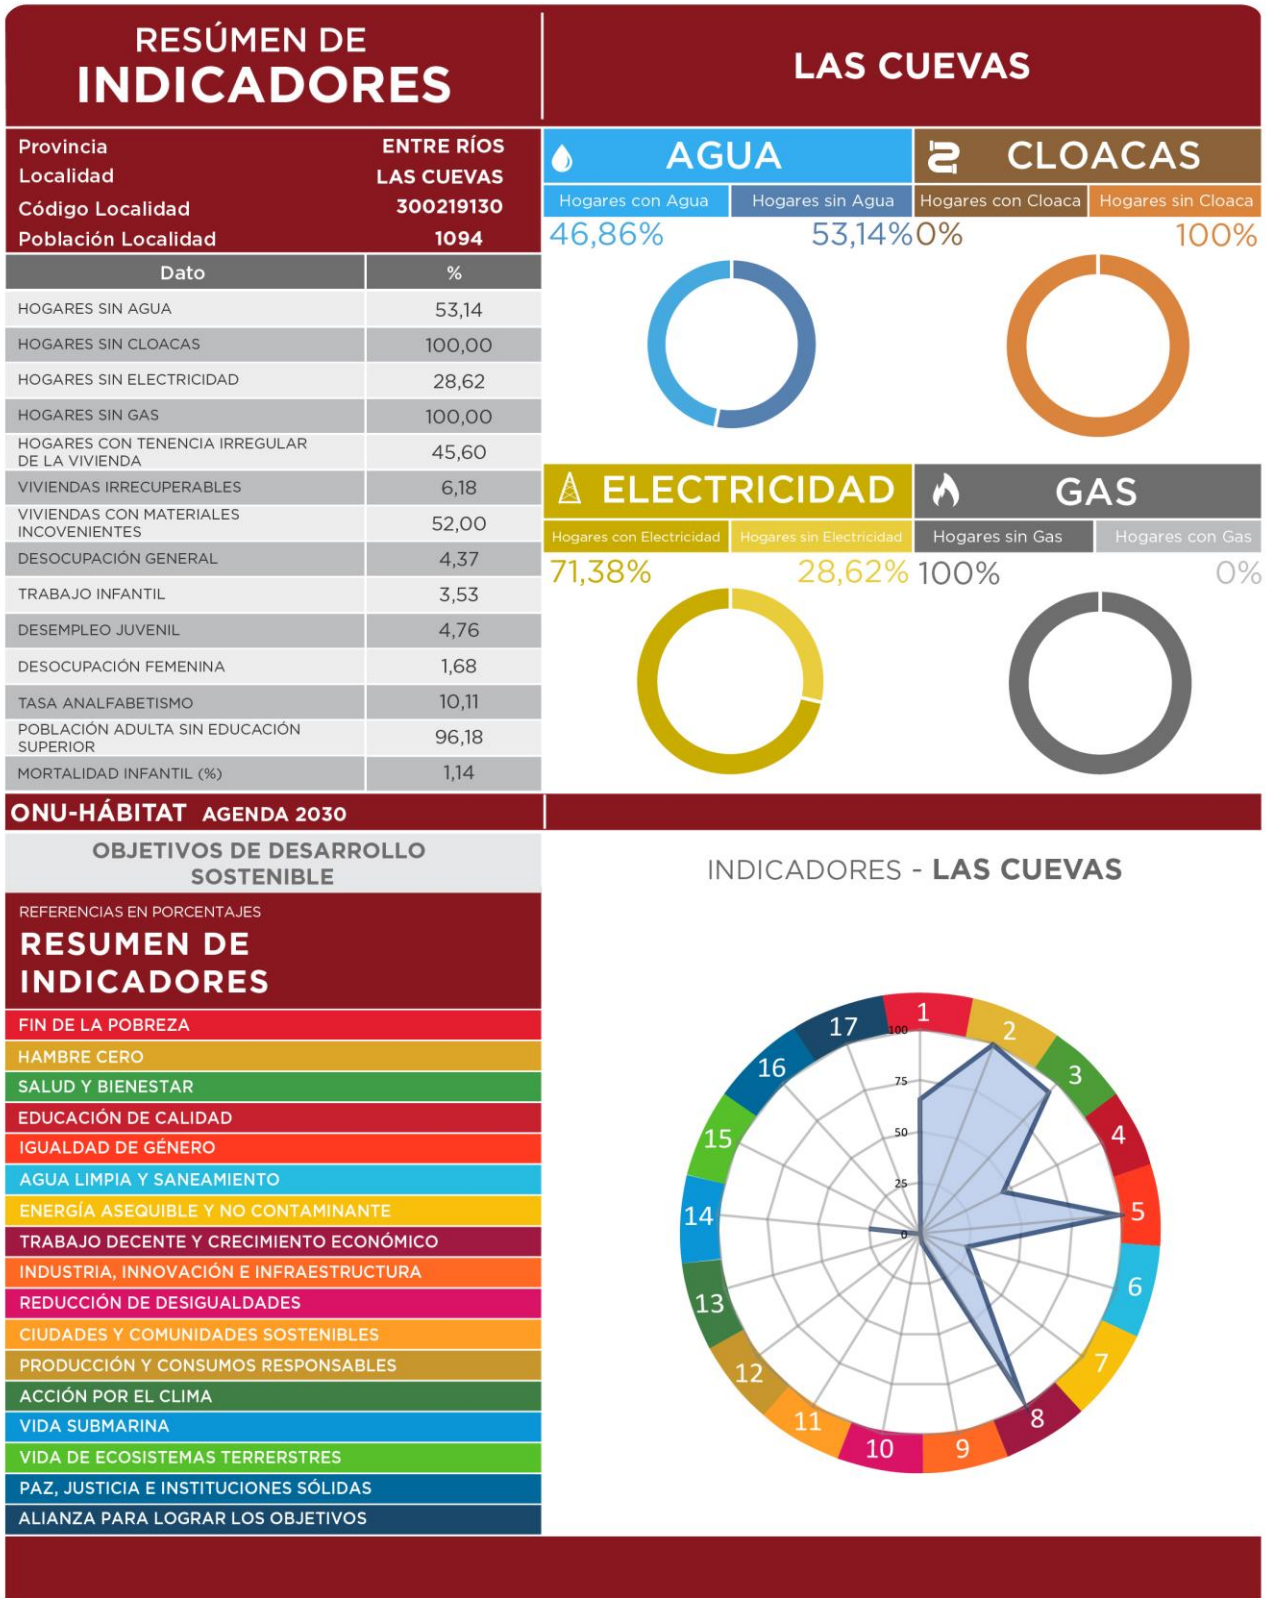 RESÚMEN DE
INDICADORES
LAS CUEVAS
Provincia ENTRE RÍOS
Localidad LAS CUEVAS
Código Localidad 300219130
Población Localidad 1094
Dato %
HOGARES SIN AGUA 53,14
HOGARES SIN CLOACAS 100,00
HOGARES SIN ELECTRICIDAD 28,62
HOGARES SIN GAS 100,00
HOGARES CON TENENCIA IRREGULAR
DE LA VIVIENDA 45,60
VIVIENDAS IRRECUPERABLES 6,18
VIVIENDAS CON MATERIALES
INCOVENIENTES 52,00
DESOCUPACIÓN GENERAL 4,37
TRABAJO INFANTIL 3,53
DESEMPLEO JUVENIL 4,76
DESOCUPACIÓN FEMENINA 1,68
TASA ANALFABETISMO 10,11
POBLACIÓN ADULTA SIN EDUCACIÓN
SUPERIOR 96,18
MORTALIDAD INFANTIL (%) 1,14
AGUA
Hogares con Agua Hogares sin Agua
46,86% 53,14%
CLOACAS
Hogares con Cloaca Hogares sin Cloaca
0% 100%
ELECTRICIDAD
Hogares con Electricidad Hogares sin Electricidad
71,38% 28,62%
GAS
Hogares sin Gas Hogares con Gas
100% 0%
ONU-HÁBITAT AGENDA 2030
OBJETIVOS DE DESARROLLO
SOSTENIBLE
REFERENCIAS EN PORCENTAJES
RESUMEN DE
INDICADORES
FIN DE LA POBREZA
HAMBRE CERO
SALUD Y BIENESTAR
EDUCACIÓN DE CALIDAD
IGUALDAD DE GÉNERO
AGUA LIMPIA Y SANEAMIENTO
ENERGÍA ASEQUIBLE Y NO CONTAMINANTE
TRABAJO DECENTE Y CRECIMIENTO ECONÓMICO
INDUSTRIA, INNOVACIÓN E INFRAESTRUCTURA
REDUCCIÓN DE DESIGUALDADES
CIUDADES Y COMUNIDADES SOSTENIBLES
PRODUCCIÓN Y CONSUMOS RESPONSABLES
ACCIÓN POR EL CLIMA
VIDA SUBMARINA
VIDA DE ECOSISTEMAS TERRERSTRES
PAZ, JUSTICIA E INSTITUCIONES SÓLIDAS
ALIANZA PARA LOGRAR LOS OBJETIVOS
INDICADORES - LAS CUEVAS
1
2
3
4
5
6
7
8
9
10
11
12
13
14
15
16
17
100
75
50
25
0